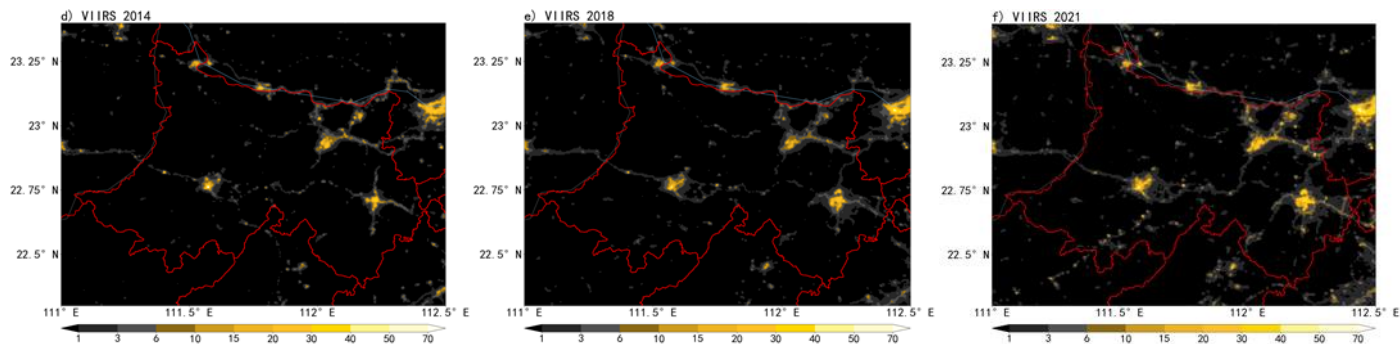 d) VIIRS 2014
23.25° N
23° N
22.75° N
22.5° N
111° E 111.5° E 112° E 112.5° E
1 3 6 10 15 20 30 40 50 70
e) VIIRS 2018
23.25° N
23° N
22.75° N
22.5° N
111° E 111.5° E 112° E 112.5° E
1 3 6 10 15 20 30 40 50 70
f) VIIRS 2021
23.25° N
23° N
22.75° N
22.5° N
111° E 111.5° E 112° E 112.5° E
1 3 6 10 15 20 30 40 50 70